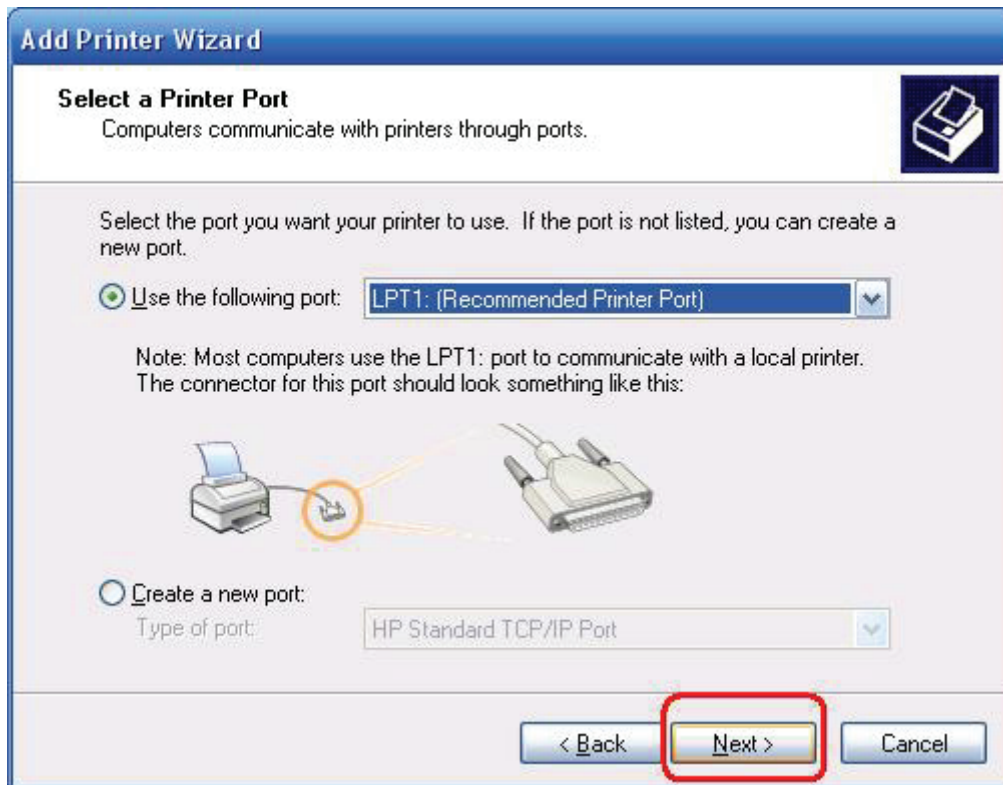 Add Printer Wizard
Select a Printer Port
Computers communicate with printers through ports.
Select the port you want your printer to use.  If the port is not listed, you can create a
new port.
Use the following port: LPT1: (Recommended Printer Port)
Note: Most computers use the LPT1: port to communicate with a local printer.
The connector for this port should look something like this:
Create a new port:
Type of port: HP Standard TCP/IP Port
< Back Next > Cancel